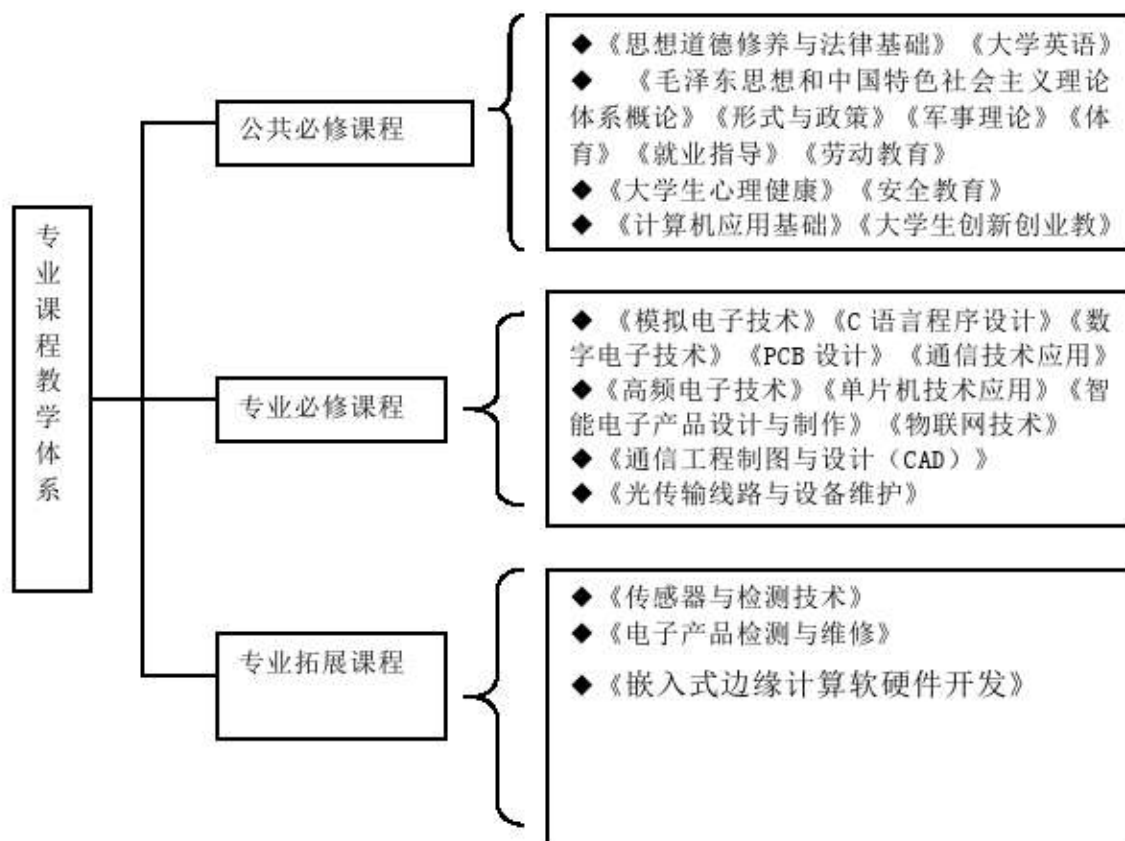 专业课程教学体系
公共必修课程
◆《思想道德修养与法律基础》《大学英语》
◆ 《毛泽东思想和中国特色社会主义理论
体系概论》《形式与政策》《军事理论》《体
育》《就业指导》《劳动教育》
◆《大学生心理健康》《安全教育》
◆ 《计算机应用基础》《大学生创新创业教》
专业必修课程
◆ 《模拟电子技术》《C 语言程序设计》《数
字电子技术》 《PCB 设计》 《通信技术应用》
◆《高频电子技术》《单片机技术应用》《智
能电子产品设计与制作》 《物联网技术》
◆《通信工程制图与设计（CAD）》
◆《光传输线路与设备维护》
专业拓展课程
◆《传感器与检测技术》
◆《电子产品检测与维修》
◆《嵌入式边缘计算软硬件开发》